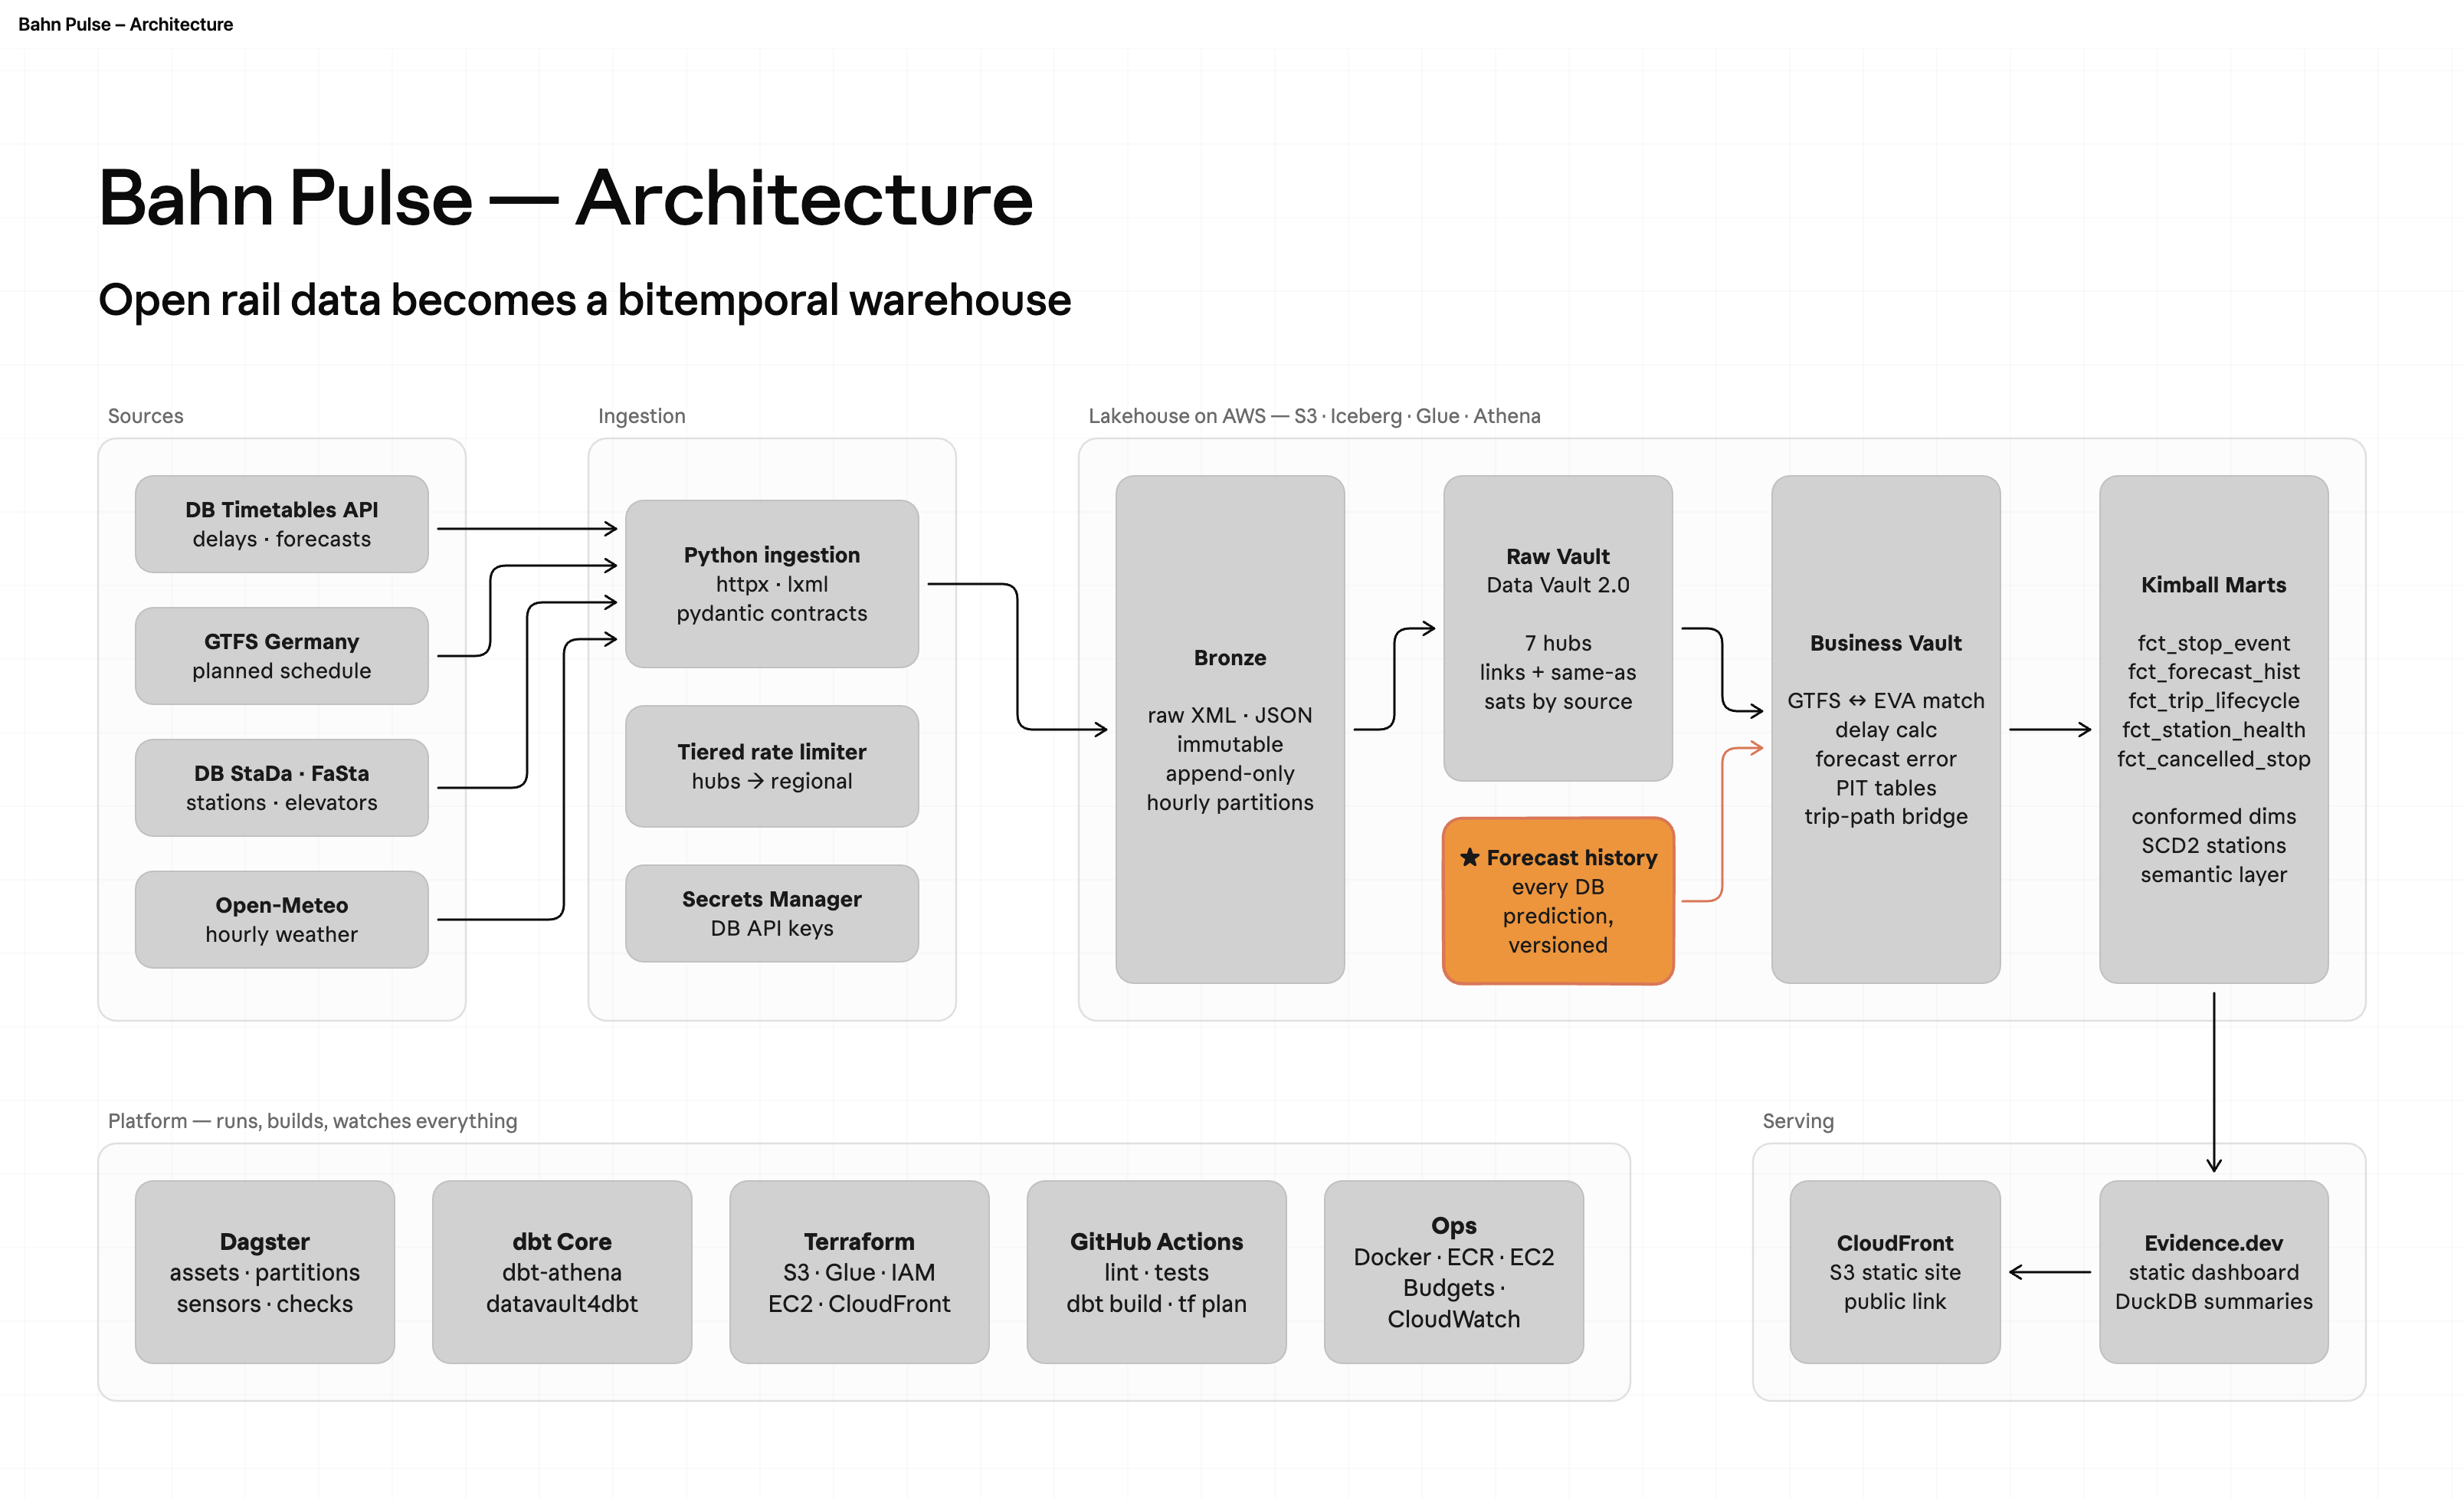 Bahn Pulse – Architecture
Bahn Pulse — Architecture
Open rail data becomes a bitemporal warehouse
Sources
DB Timetables API
delays · forecasts
GTFS Germany
planned schedule
DB StaDa · FaSta
stations · elevators
Open-Meteo
hourly weather
Ingestion
Python ingestion
httpx · lxml
pydantic contracts
Tiered rate limiter
hubs → regional
Secrets Manager
DB API keys
Lakehouse on AWS — S3 · Iceberg · Glue · Athena
Bronze
raw XML · JSON
immutable
append-only
hourly partitions
Raw Vault
Data Vault 2.0
7 hubs
links + same-as
sats by source
★ Forecast history
every DB
prediction,
versioned
Business Vault
GTFS ↔ EVA match
delay calc
forecast error
PIT tables
trip-path bridge
Kimball Marts
fct_stop_event
fct_forecast_hist
fct_trip_lifecycle
fct_station_health
fct_cancelled_stop
conformed dims
SCD2 stations
semantic layer
Platform — runs, builds, watches everything
Dagster
assets · partitions
sensors · checks
dbt Core
dbt-athena
datavault4dbt
Terraform
S3 · Glue · IAM
EC2 · CloudFront
GitHub Actions
lint · tests
dbt build · tf plan
Ops
Docker · ECR · EC2
Budgets ·
CloudWatch
Serving
CloudFront
S3 static site
public link
Evidence.dev
static dashboard
DuckDB summaries